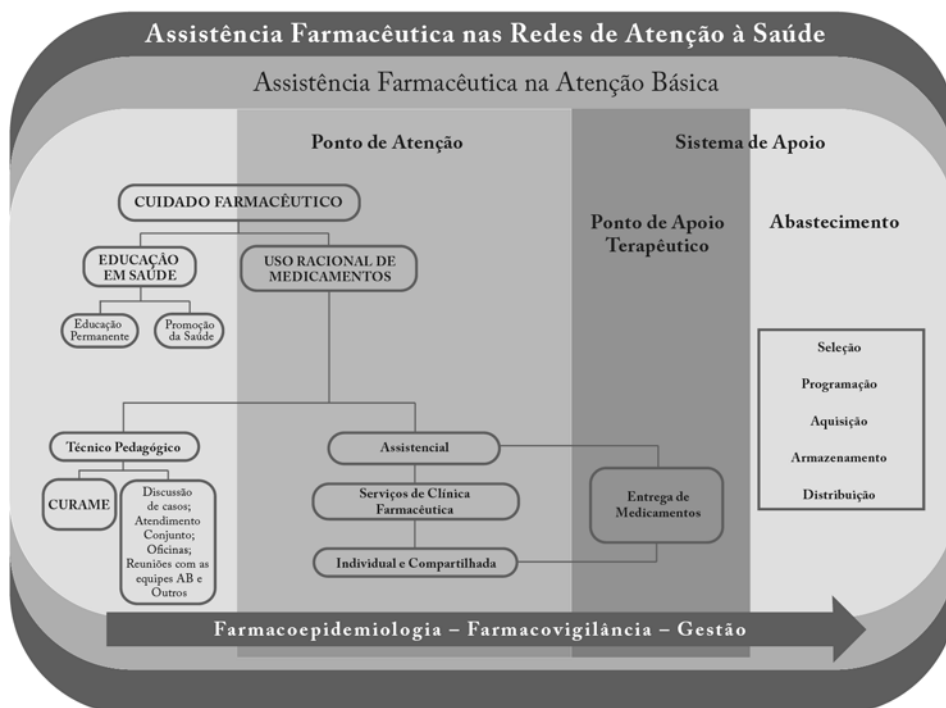 Assistência Farmacêutica nas Redes de Atenção à Saúde
Assistência Farmacêutica na Atenção Básica
Ponto de Atenção
Sistema de Apoio
CUIDADO FARMACÊUTICO
Ponto de Apoio
Terapêutico
Abastecimento
EDUCAÇÃO
EM SAÚDE
USO RACIONAL DE
MEDICAMENTOS
Educação
Permanente
Promoção
da Saúde
Seleção
Programação
Aquisição
Armazenamento
Distribuição
Técnico Pedagógico
Assistencial
CURAME
Discussão
de casos;
Atendimento
Conjunto;
Oficinas;
Reuniões com as
equipes AB e
Outros
Serviços de Clínica
Farmacêutica
Individual e Compartilhada
Entrega de
Medicamentos
Farmacoepidemiologia – Farmacovigilância – Gestão